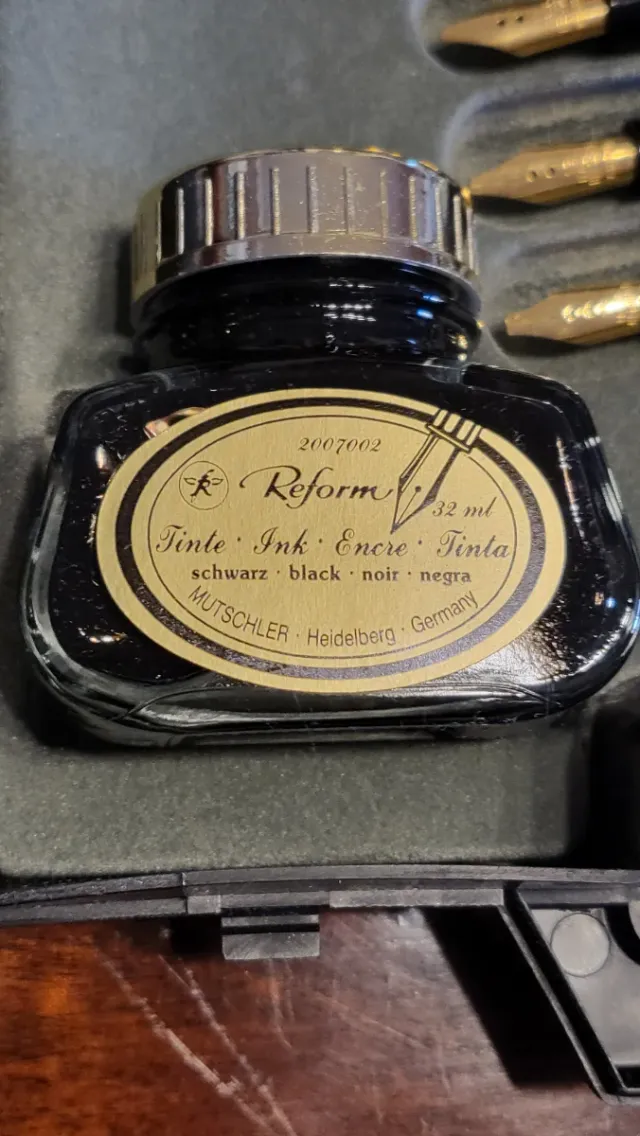 2007002
Reform
32 ml
Tinte · Ink · Encre · Tinta
schwarz · black · noir · negra
MUTSCHLER · Heidelberg · Germany